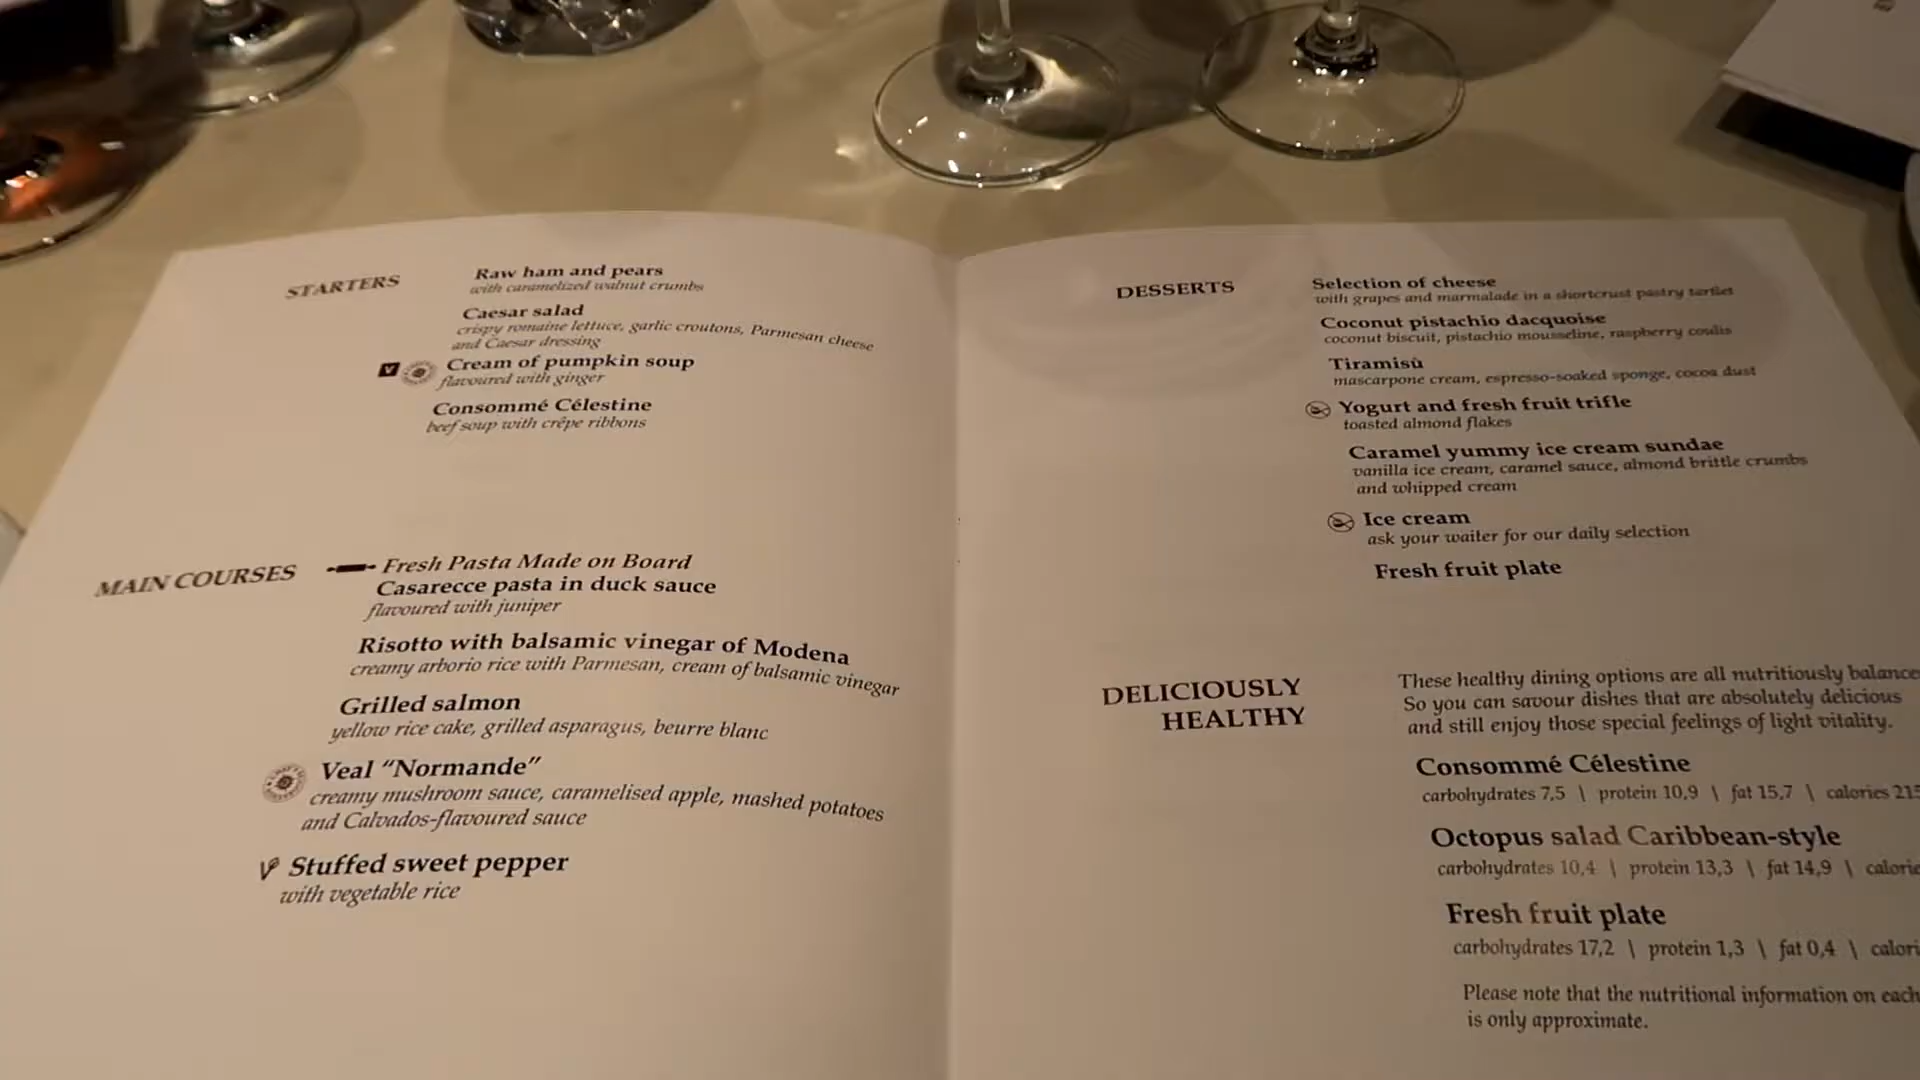 STARTERS
Raw ham and pears
with caramelized walnut crumbs
Caesar salad
crispy romaine lettuce, garlic croutons, Parmesan cheese
and Caesar dressing
V
Cream of pumpkin soup
flavoured with ginger
Consommé Célestine
beef soup with crêpe ribbons
MAIN COURSES
Fresh Pasta Made on Board
Casarecce pasta in duck sauce
flavoured with juniper
Risotto with balsamic vinegar of Modena
creamy arborio rice with Parmesan, cream of balsamic vinegar
Grilled salmon
yellow rice cake, grilled asparagus, beurre blanc
Veal “Normande”
creamy mushroom sauce, caramelised apple, mashed potatoes
and Calvados-flavoured sauce
Stuffed sweet pepper
with vegetable rice
DESSERTS
Selection of cheese
with grapes and marmalade in a shortcrust pastry tartlet
Coconut pistachio dacquoise
coconut biscuit, pistachio mousseline, raspberry coulis
Tiramisù
mascarpone cream, espresso-soaked sponge, cocoa dust
Yogurt and fresh fruit trifle
toasted almond flakes
Caramel yummy ice cream sundae
vanilla ice cream, caramel sauce, almond brittle crumbs
and whipped cream
Ice cream
ask your waiter for our daily selection
Fresh fruit plate
DELICIOUSLY
HEALTHY
These healthy dining options are all nutritiously balance
So you can savour dishes that are absolutely delicious
and still enjoy those special feelings of light vitality.
Consommé Célestine
carbohydrates 7,5 \ protein 10,9 \ fat 15,7 \ calories 215
Octopus salad Caribbean-style
carbohydrates 10,4 \ protein 13,3 \ fat 14,9 \ calorie
Fresh fruit plate
carbohydrates 17,2 \ protein 1,3 \ fat 0,4 \ calori
Please note that the nutritional information on each
is only approximate.